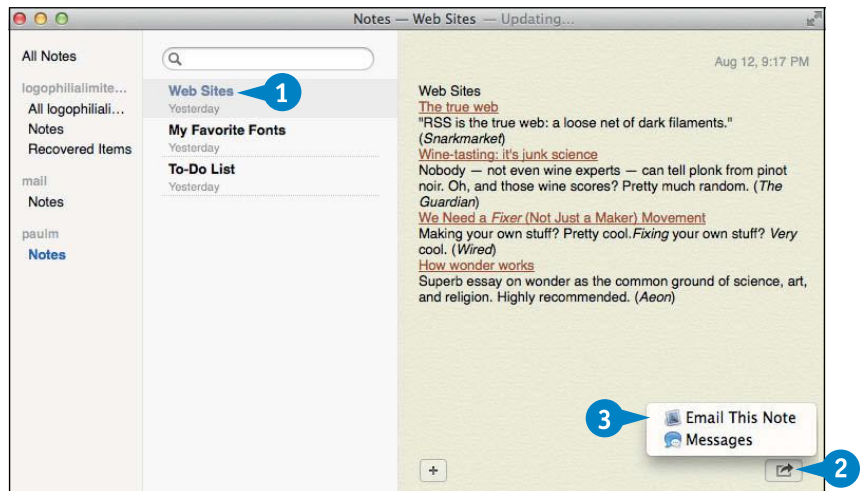 Notes — Web Sites — Updating...
All Notes
logophilialimite...
All logophiliali...
Notes
Recovered Items
mail
Notes
paulm
Notes
Web Sites
1
Yesterday
My Favorite Fonts
Yesterday
To-Do List
Yesterday
Aug 12, 9:17 PM
Web Sites
The true web
"RSS is the true web: a loose net of dark filaments."
(Snarkmarket)
Wine-tasting: it's junk science
Nobody — not even wine experts — can tell plonk from pinot
noir. Oh, and those wine scores? Pretty much random. (The
Guardian)
We Need a Fixer (Not Just a Maker) Movement
Making your own stuff? Pretty cool.Fixing your own stuff? Very
cool. (Wired)
How wonder works
Superb essay on wonder as the common ground of science, art,
and religion. Highly recommended. (Aeon)
3
Email This Note
Messages
+
2